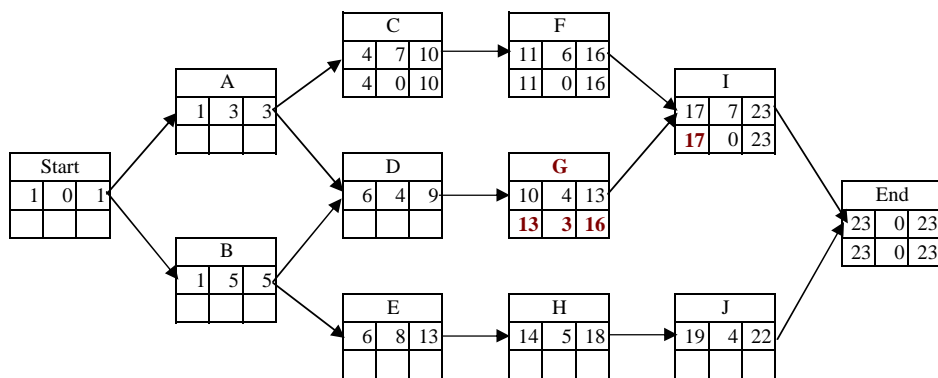 C
4 7 10
4 0 10
F
11 6 16
11 0 16
A
1 3 3
I
17 7 23
17 0 23
Start
1 0 1
D
6 4 9
G
10 4 13
13 3 16
End
23 0 23
23 0 23
B
1 5 5
E
6 8 13
H
14 5 18
J
19 4 22